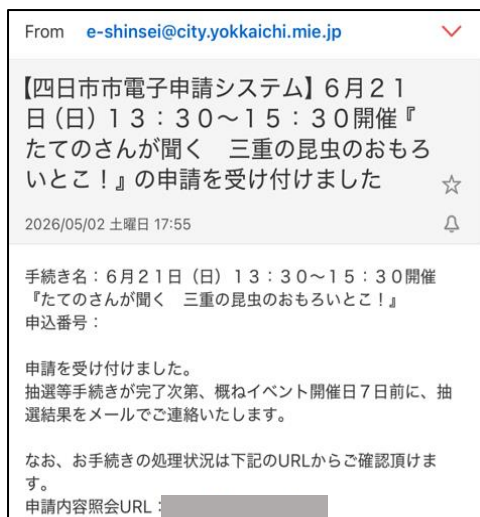 From e-shinsei@city.yokkaichi.mie.jp
【四日市市電子申請システム】６月２１
日（日）１３：３０～１５：３０開催『
たてのさんが聞く　三重の昆虫のおもろ
いとこ！』の申請を受け付けました
2026/05/02 土曜日 17:55
手続き名：６月２１日（日）１３：３０～１５：３０開催
『たてのさんが聞く　三重の昆虫のおもろいとこ！』
申込番号：
申請を受け付けました。
抽選等手続きが完了次第、概ねイベント開催日７日前に、抽
選結果をメールでご連絡いたします。
なお、お手続きの処理状況は下記のURLからご確認頂けま
す。
申請内容照会URL：